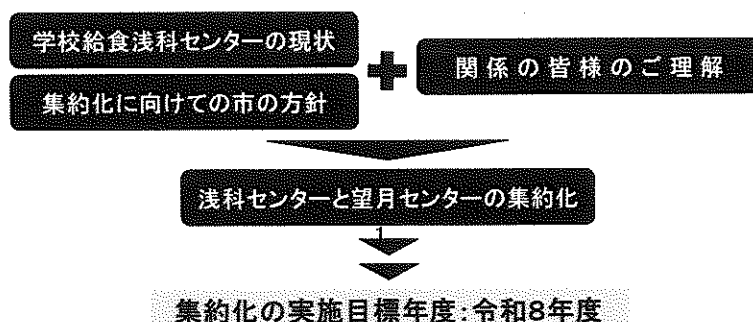 学校給食浅科センターの現状
集約化に向けての市の方針
関係の皆様のご理解
浅科センターと望月センターの集約化
1
集約化の実施目標年度:令和8年度